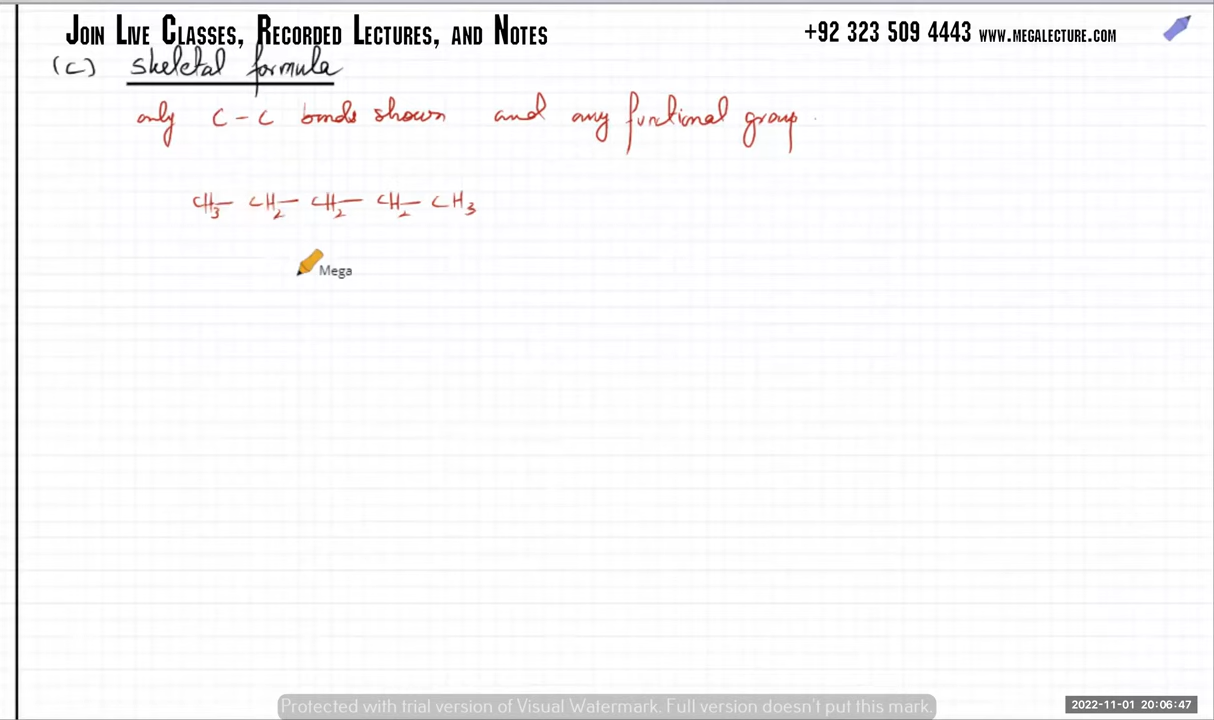 JOIN LIVE CLASSES, RECORDED LECTURES, AND NOTES
+92 323 509 4443 WWW.MEGALECTURE.COM
(c) skeletal formula
only C-C bonds shown and any functional group
CH3- CH2- CH2- CH2- CH3
Mega
Protected with trial version of Visual Watermark. Full version doesn't put this mark.
2022-11-01 20:06:47